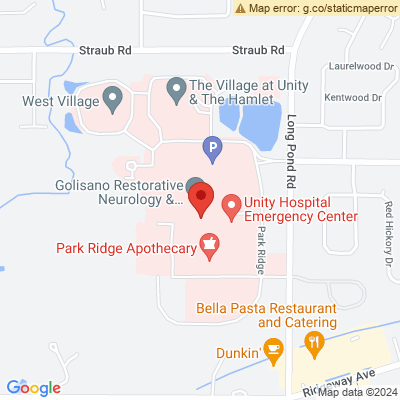 Map error: g.co/staticmaperror
Straub Rd
Straub Rd
Laurelwood Dr
The Village at Unity
& The Hamlet
West Village
Kentwood Dr
Long Pond Rd
P
Golisano Restorative
Neurology &...
Unity Hospital
Emergency Center
Red Hickory Dr
Park Ridge
Park Ridge Apothecary
Bella Pasta Restaurant
and Catering
Dunkin'
Ridgeway Ave
Google
Map data ©2024